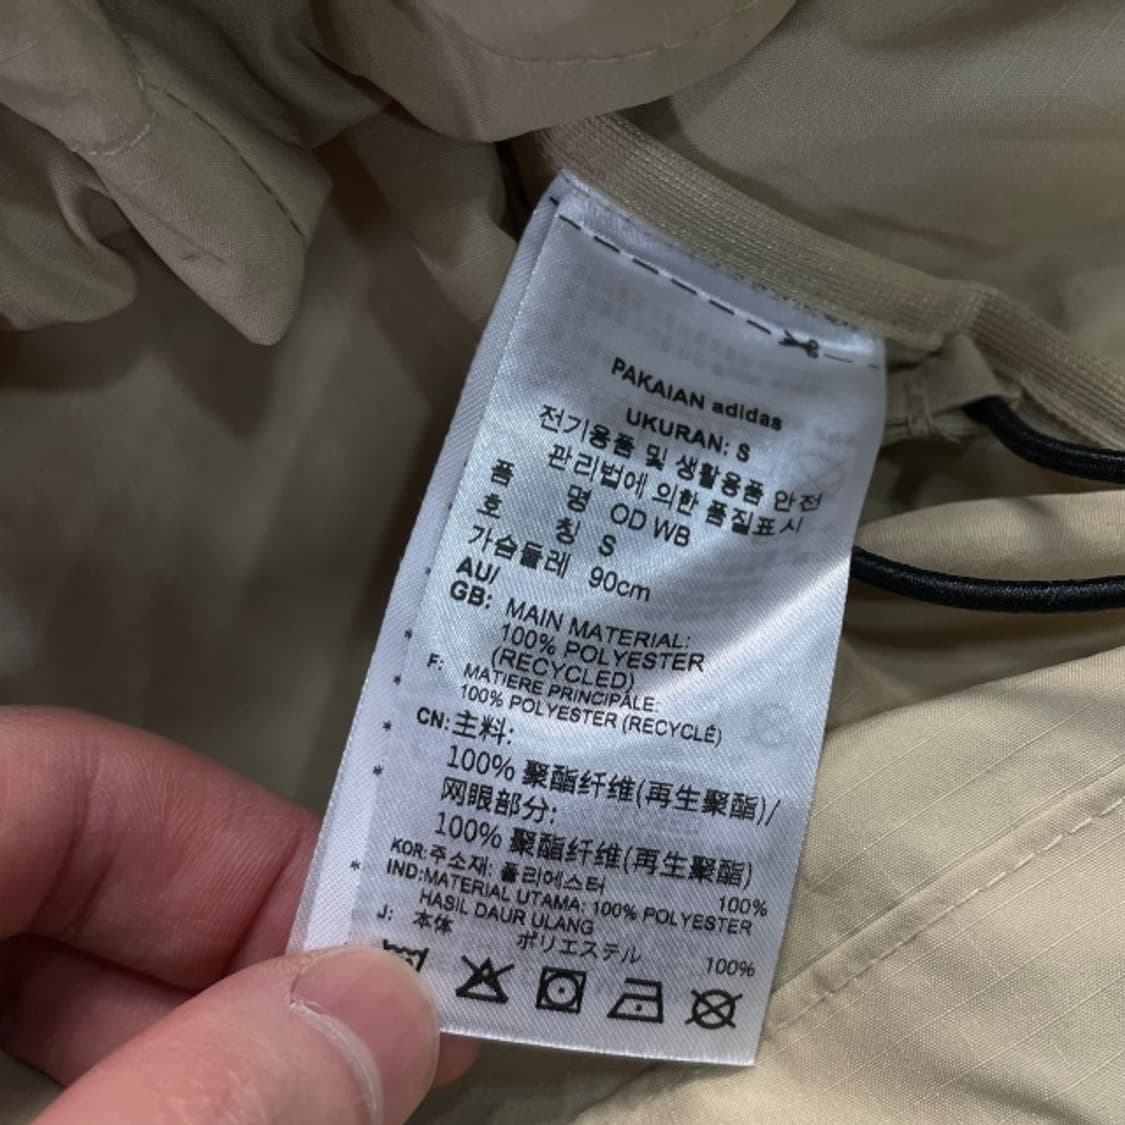 PAKAIAN adidas
UKURAN: S
전기용품 및 생활용품 안전
관리법에 의한 품질표시
품 명 OD WB
호 칭 S
가슴둘레 90cm
AU/
GB: MAIN MATERIAL:
100% POLYESTER
(RECYCLED)
F: MATIERE PRINCIPÂLE:
100% POLYESTER (RECYCLÉ)
CN: 主料:
100% 聚酯纤维(再生聚酯)/
网眼部分:
100% 聚酯纤维(再生聚酯)
KOR: 주소재: 폴리에스터 100%
IND: MATERIAL UTAMA: 100% POLYESTER
HASIL DAUR ULANG
J: 本体 ポリエステル 100%